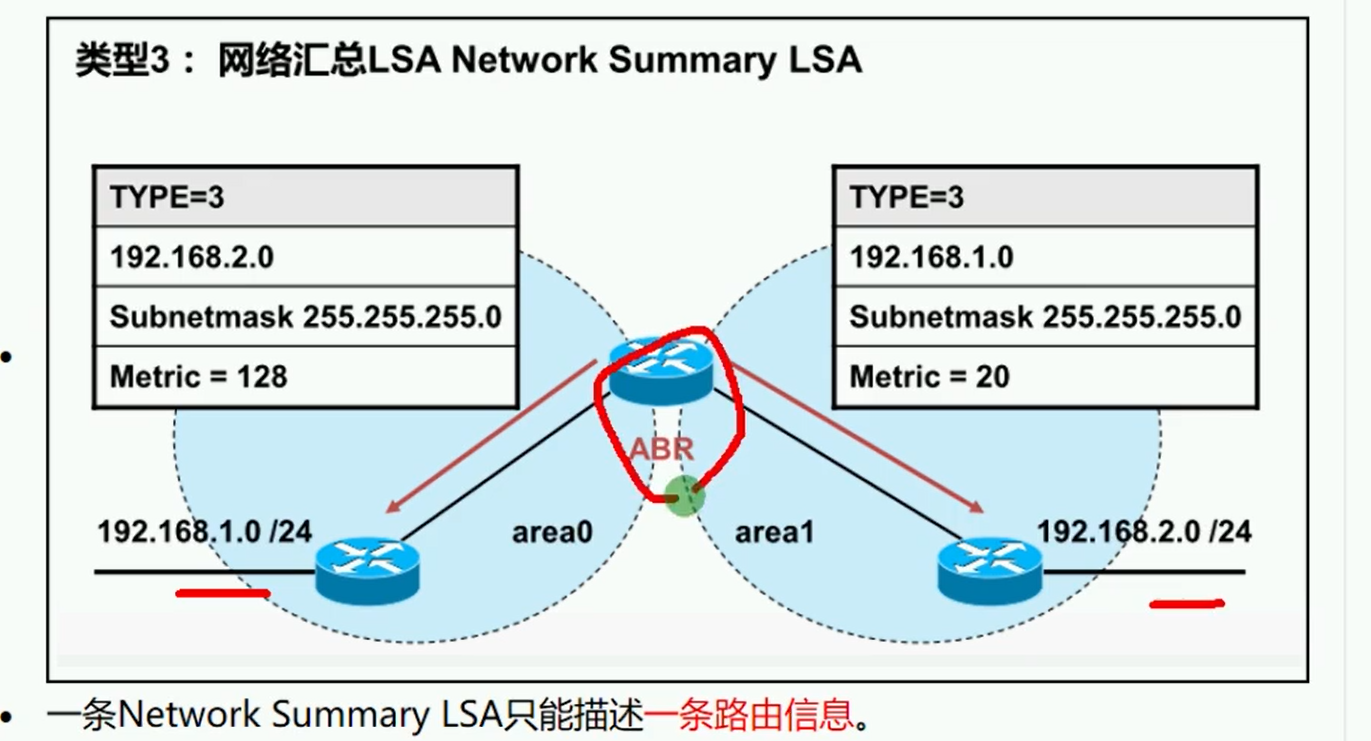 类型3： 网络汇总LSA Network Summary LSA
TYPE=3
192.168.2.0
Subnetmask 255.255.255.0
Metric = 128
TYPE=3
192.168.1.0
Subnetmask 255.255.255.0
Metric = 20
ABR
192.168.1.0 /24
area0
area1
192.168.2.0 /24
一条Network Summary LSA只能描述一条路由信息。